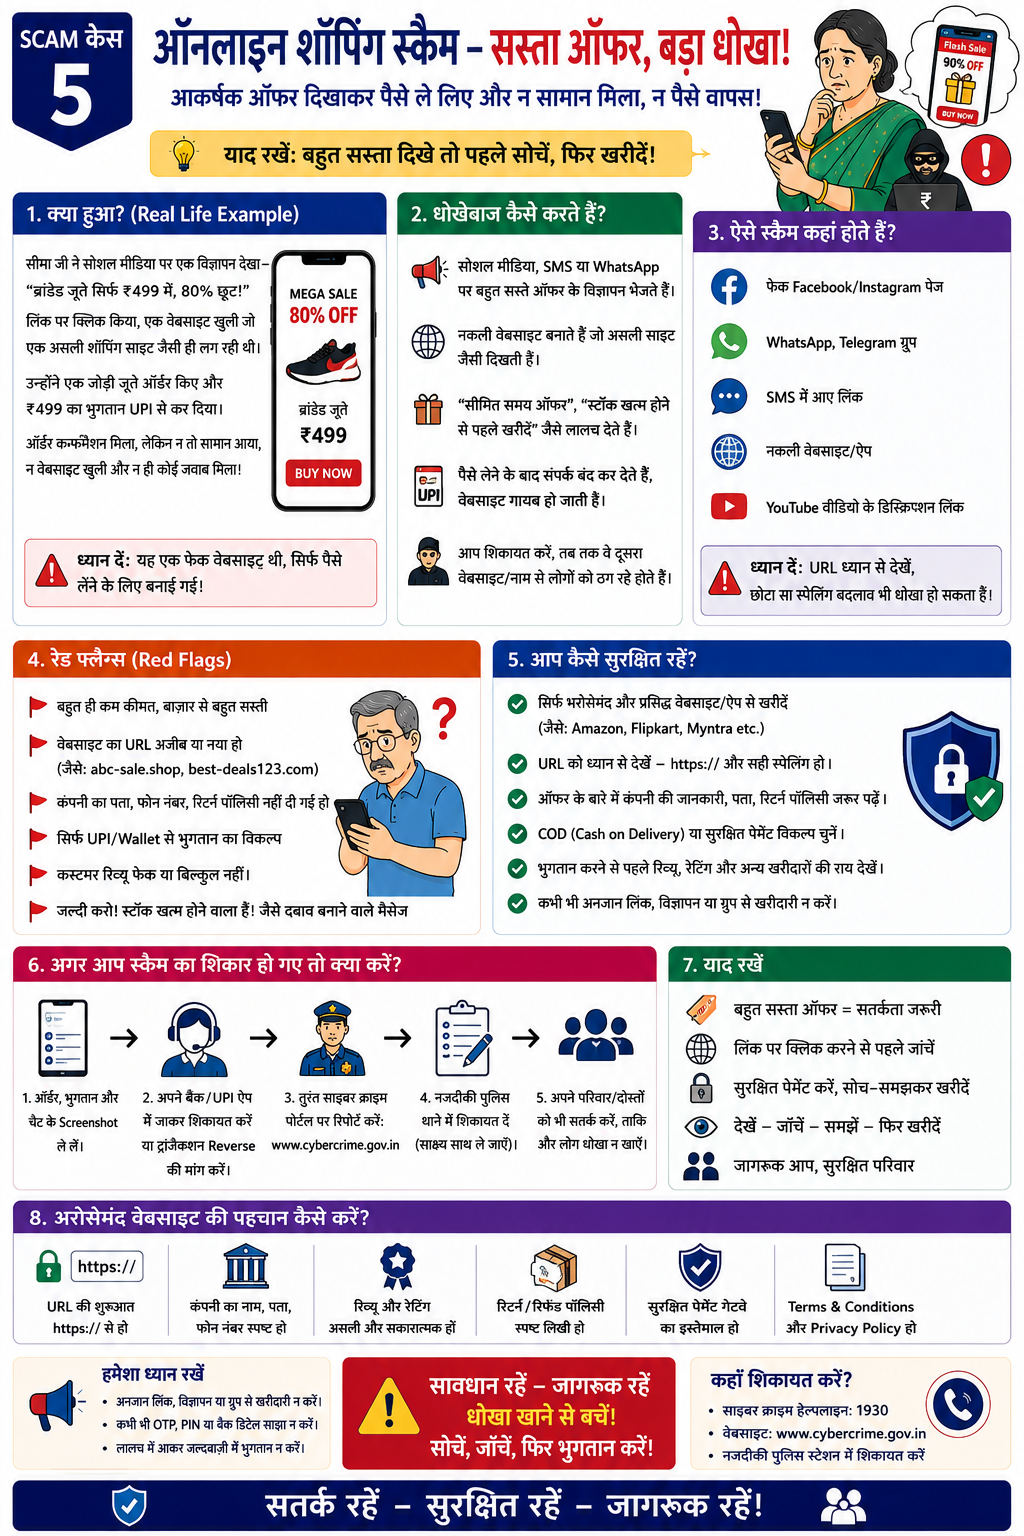 SCAM केस
5
ऑनलाइन शॉपिंग स्कैम – सस्ता ऑफर, बड़ा धोखा!
आकर्षक ऑफर दिखाकर पैसे ले लिए और न सामान मिला, न पैसे वापस!
याद रखें: बहुत सस्ता दिखे तो पहले सोचें, फिर खरीदें!
Flash Sale
90% OFF
BUY NOW
₹
1. क्या हुआ? (Real Life Example)
सीमा जी ने सोशल मीडिया पर एक विज्ञापन देखा–
“ब्रांडेड जूते सिर्फ ₹499 में, 80% छूट!”
लिंक पर क्लिक किया, एक वेबसाइट खुली जो
एक असली शॉपिंग साइट जैसी ही लग रही थी।
उन्होंने एक जोड़ी जूते ऑर्डर किए और
₹499 का भुगतान UPI से कर दिया।
ऑर्डर कन्फर्मेशन मिला, लेकिन न तो सामान आया,
न वेबसाइट खुली और न ही कोई जवाब मिला!
MEGA SALE
80% OFF
ब्रांडेड जूते
₹499
BUY NOW
ध्यान दें: यह एक फेक वेबसाइट थी, सिर्फ पैसे
लेने के लिए बनाई गई!
2. धोखेबाज कैसे करते हैं?
सोशल मीडिया, SMS या WhatsApp
पर बहुत सस्ते ऑफर के विज्ञापन भेजते हैं।
नकली वेबसाइट बनाते हैं जो असली साइट
जैसी दिखती हैं।
“सीमित समय ऑफर”, “स्टॉक खत्म होने
से पहले खरीदें” जैसे लालच देते हैं।
UPI
पैसे लेने के बाद संपर्क बंद कर देते हैं,
वेबसाइट गायब हो जाती हैं।
आप शिकायत करें, तब तक वे दूसरा
वेबसाइट/नाम से लोगों को ठग रहे होते हैं।
3. ऐसे स्कैम कहां होते हैं?
फेक Facebook/Instagram पेज
WhatsApp, Telegram ग्रुप
SMS में आए लिंक
नकली वेबसाइट/ऐप
YouTube वीडियो के डिस्क्रिप्शन लिंक
ध्यान दें: URL ध्यान से देखें,
छोटा सा स्पेलिंग बदलाव भी धोखा हो सकता हैं!
4. रेड फ्लैग्स (Red Flags)
बहुत ही कम कीमत, बाज़ार से बहुत सस्ती
वेबसाइट का URL अजीब या नया हो
(जैसे: abc-sale.shop, best-deals123.com)
कंपनी का पता, फोन नंबर, रिटर्न पॉलिसी नहीं दी गई हो
सिर्फ UPI/Wallet से भुगतान का विकल्प
कस्टमर रिव्यू फेक या बिल्कुल नहीं।
जल्दी करो! स्टॉक खत्म होने वाला हैं! जैसे दबाव बनाने वाले मैसेज
?
5. आप कैसे सुरक्षित रहें?
सिर्फ भरोसेमंद और प्रसिद्ध वेबसाइट/ऐप से खरीदें
(जैसे: Amazon, Flipkart, Myntra etc.)
URL को ध्यान से देखें – https:// और सही स्पेलिंग हो।
ऑफर के बारे में कंपनी की जानकारी, पता, रिटर्न पॉलिसी जरूर पढ़ें।
COD (Cash on Delivery) या सुरक्षित पेमेंट विकल्प चुनें।
भुगतान करने से पहले रिव्यू, रेटिंग और अन्य खरीदारों की राय देखें।
कभी भी अनजान लिंक, विज्ञापन या ग्रुप से खरीदारी न करें।
6. अगर आप स्कैम का शिकार हो गए तो क्या करें?
1. ऑर्डर, भुगतान और
चैट के Screenshot
ले लें।
2. अपने बैंक/UPI ऐप
में जाकर शिकायत करें
या ट्रांजैकशन Reverse
की मांग करें।
3. तुरंत साइबर क्राइम
पोर्टल पर रिपोर्ट करें:
www.cybercrime.gov.in
4. नजदीकी पुलिस
थाने में शिकायत दें
(साक्ष्य साथ ले जाएँ)।
5. अपने परिवार/दोस्तों
को भी सतर्क करें, ताकि
और लोग धोखा न खाएँ।
7. याद रखें
बहुत सस्ता ऑफर = सतर्कता जरूरी
लिंक पर क्लिक करने से पहले जांचें
सुरक्षित पेमेंट करें, सोच–समझकर खरीदें
देखें – जाँचें – समझें – फिर खरीदें
जागरूक आप, सुरक्षित परिवार
8. अरोसेमंद वेबसाइट की पहचान कैसे करें?
https://
URL की शुरूआत
https:// से हो
कंपनी का नाम, पता,
फोन नंबर स्पष्ट हो
रिव्यू और रेटिंग
असली और सकारात्मक हों
रिटर्न/रिफंड पॉलिसी
स्पष्ट लिखी हो
सुरक्षित पेमेंट गेटवे
का इस्तेमाल हो
Terms & Conditions
और Privacy Policy हो
हमेशा ध्यान रखें
• अनजान लिंक, विज्ञापन या ग्रुप से खरीदारी न करें।
• कभी भी OTP, PIN या बैंक डिटेल साझा न करें।
• लालच में आकर जल्दबाज़ी में भुगतान न करें।
सावधान रहें – जागरूक रहें
धोखा खाने से बचें!
सोचें, जाँचें, फिर भुगतान करें!
कहाँ शिकायत करें?
• साइबर क्राइम हेल्पलाइन: 1930
• वेबसाइट: www.cybercrime.gov.in
• नजदीकी पुलिस स्टेशन में शिकायत करें
सतर्क रहें – सुरक्षित रहें – जागरूक रहें!